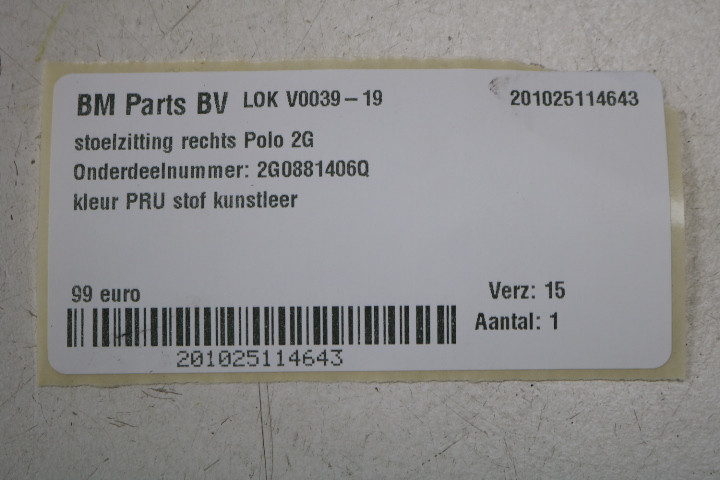 BM Parts BV LOK V0039-19 201025114643
stoelzitting rechts Polo 2G
Onderdeelnummer: 2G0881406Q
kleur PRU stof kunstleer
99 euro Verz: 15
Aantal: 1
201025114643